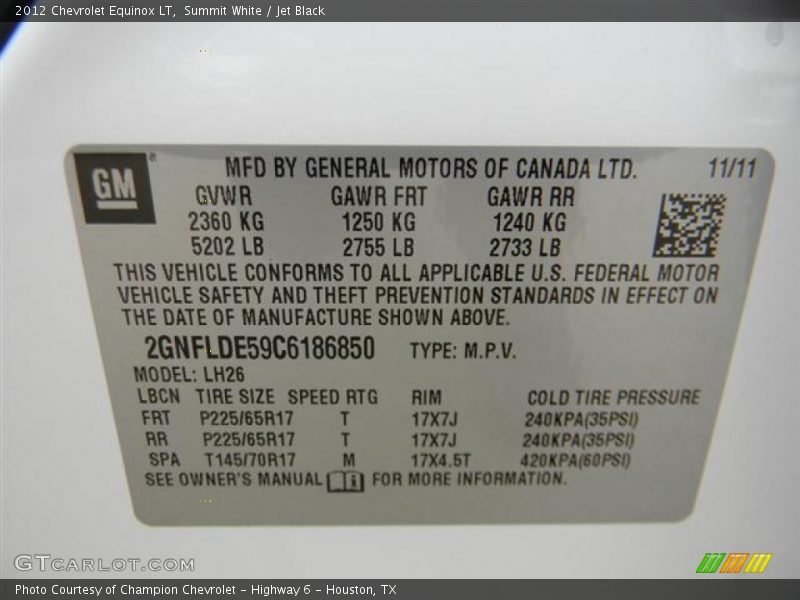 2012 Chevrolet Equinox LT,  Summit White / Jet Black
GM
MFD BY GENERAL MOTORS OF CANADA LTD. 11/11
GVWR GAWR FRT GAWR RR
2360 KG 1250 KG 1240 KG
5202 LB 2755 LB 2733 LB
THIS VEHICLE CONFORMS TO ALL APPLICABLE U.S. FEDERAL MOTOR
VEHICLE SAFETY AND THEFT PREVENTION STANDARDS IN EFFECT ON
THE DATE OF MANUFACTURE SHOWN ABOVE.
2GNFLDE59C6186850 TYPE: M.P.V.
MODEL: LH26
LBCN TIRE SIZE SPEED RTG RIM COLD TIRE PRESSURE
FRT P225/65R17 T 17X7J 240KPA(35PSI)
RR P225/65R17 T 17X7J 240KPA(35PSI)
SPA T145/70R17 M 17X4.5T 420KPA(60PSI)
SEE OWNER'S MANUAL FOR MORE INFORMATION.
GTCARLOT.COM
Photo Courtesy of Champion Chevrolet - Highway 6 - Houston, TX